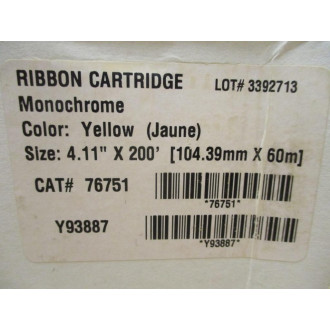 RIBBON CARTRIDGE LOT# 3392713
Monochrome
Color: Yellow (Jaune)
Size: 4.11" X 200' [104.39mm X 60m]
CAT# 76751
*76751*
Y93887
*Y93887*